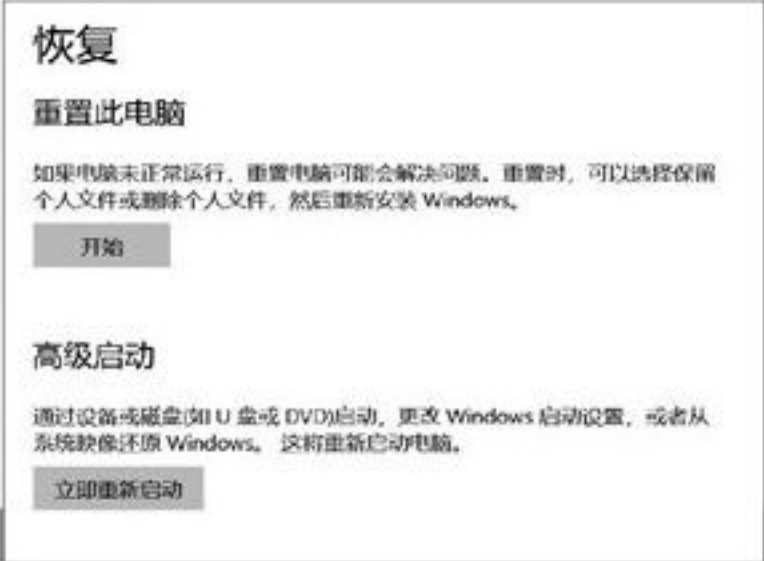 恢复
重置此电脑
如果电脑未正常运行，重置电脑可能会解决问题。重置时，可以选择保留
个人文件或删除个人文件，然后重新安装 Windows。
开始
高级启动
通过设备或磁盘(如 U 盘或 DVD)启动，更改 Windows 启动设置，或者从
系统映像还原 Windows。 这将重新启动电脑。
立即重新启动